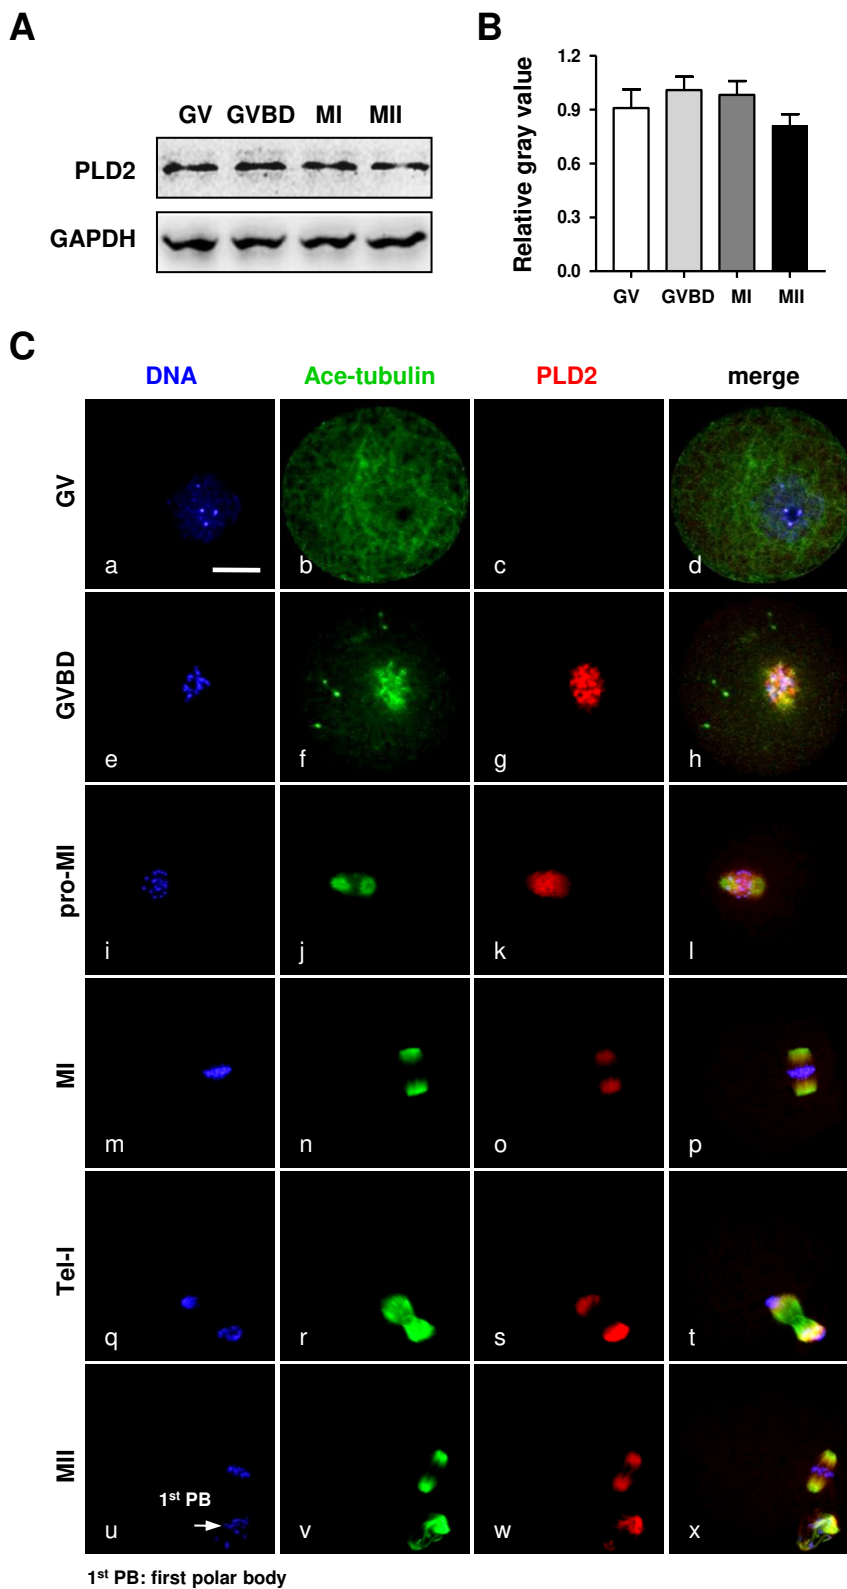 A
GV GVBD MI MII
PLD2
GAPDH
B
Relative gray value
1.2
0.9
0.6
0.3
0.0
GV GVBD MI MII
C
DNA Ace-tubulin PLD2 merge
GV
a b c d
GVBD
e f g h
pro-MI
i j k l
MI
m n o p
Tel-I
q r s t
MII
1st PB
u v w x
1st PB: first polar body